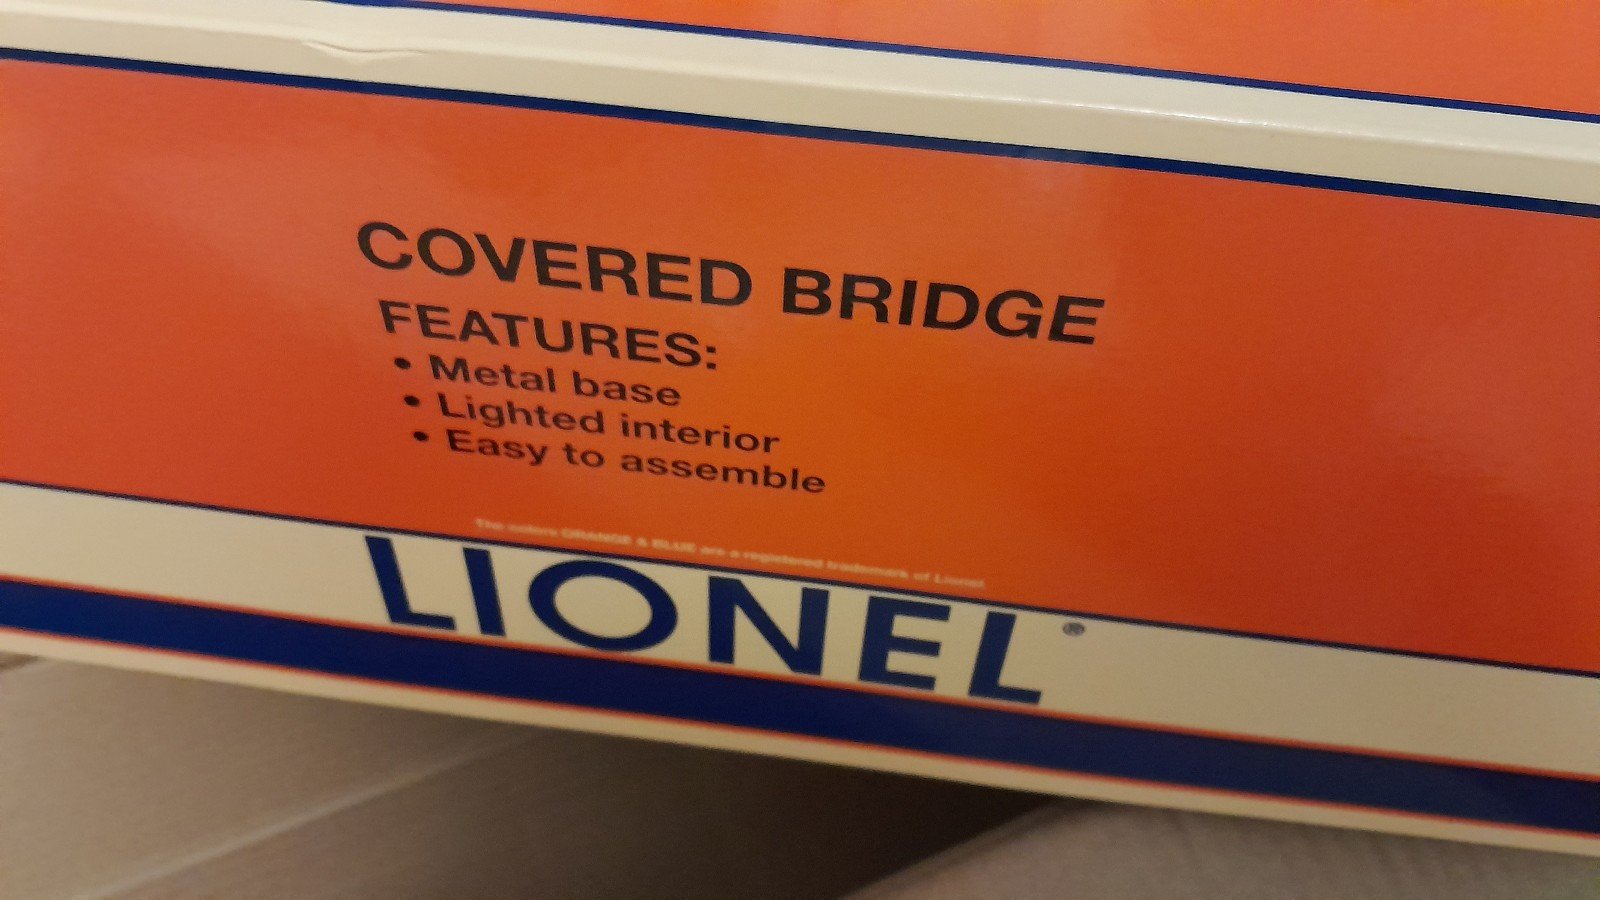 COVERED BRIDGE
FEATURES:
• Metal base
• Lighted interior
• Easy to assemble
The colors ORANGE & BLUE are a registered trademark of Lionel
LIONEL®